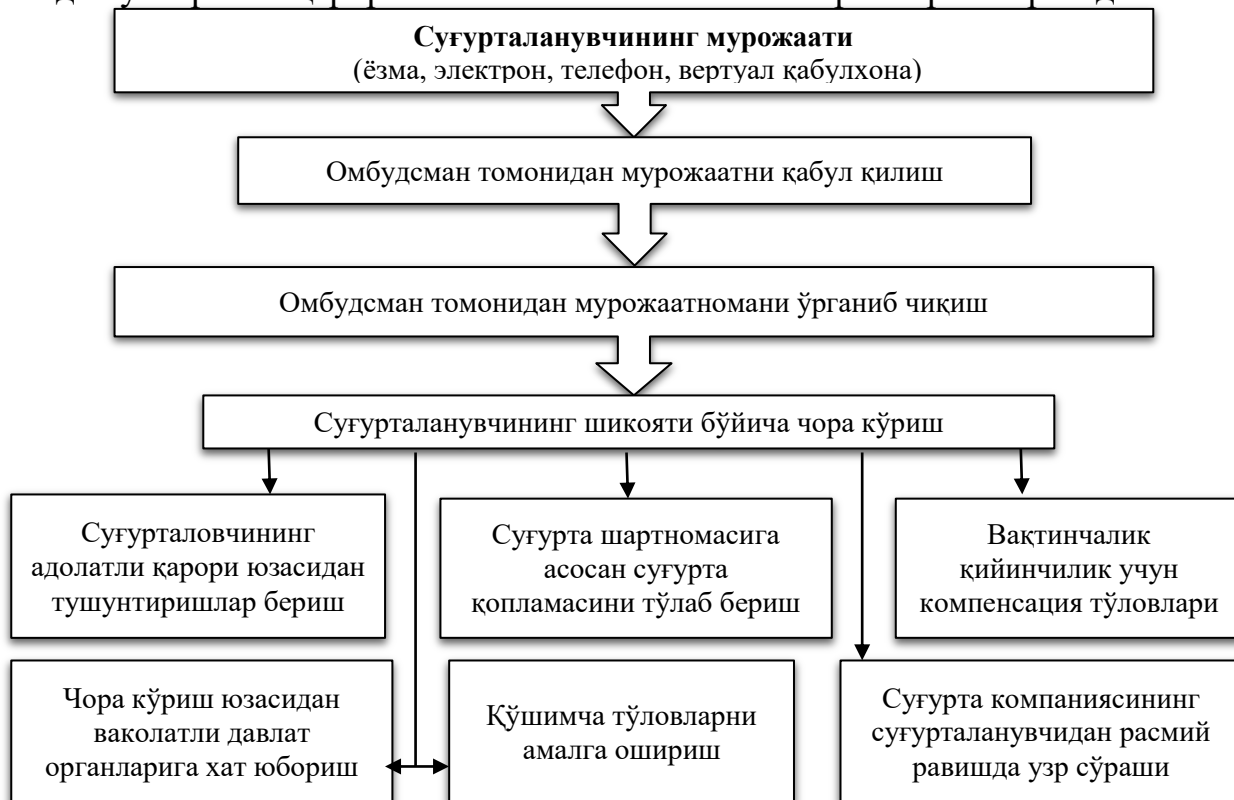 Суғурталанувчининг мурожаати
(ёзма, электрон, телефон, вертуал қабулхона)
Омбудсман томонидан мурожаатни қабул қилиш
Омбудсман томонидан мурожаатномани ўрганиб чиқиш
Суғурталанувчининг шикояти бўйича чора кўриш
Суғурталовчининг
адолатли қарори юзасидан
тушунтиришлар бериш
Суғурта шартномасига
асосан суғурта
қопламасини тўлаб бериш
Вақтинчалик
қийинчилик учун
компенсация тўловлари
Чора кўриш юзасидан
ваколатли давлат
органларига хат юбориш
Қўшимча тўловларни
амалга ошириш
Суғурта компаниясининг
суғурталанувчидан расмий
равишда узр сўраши